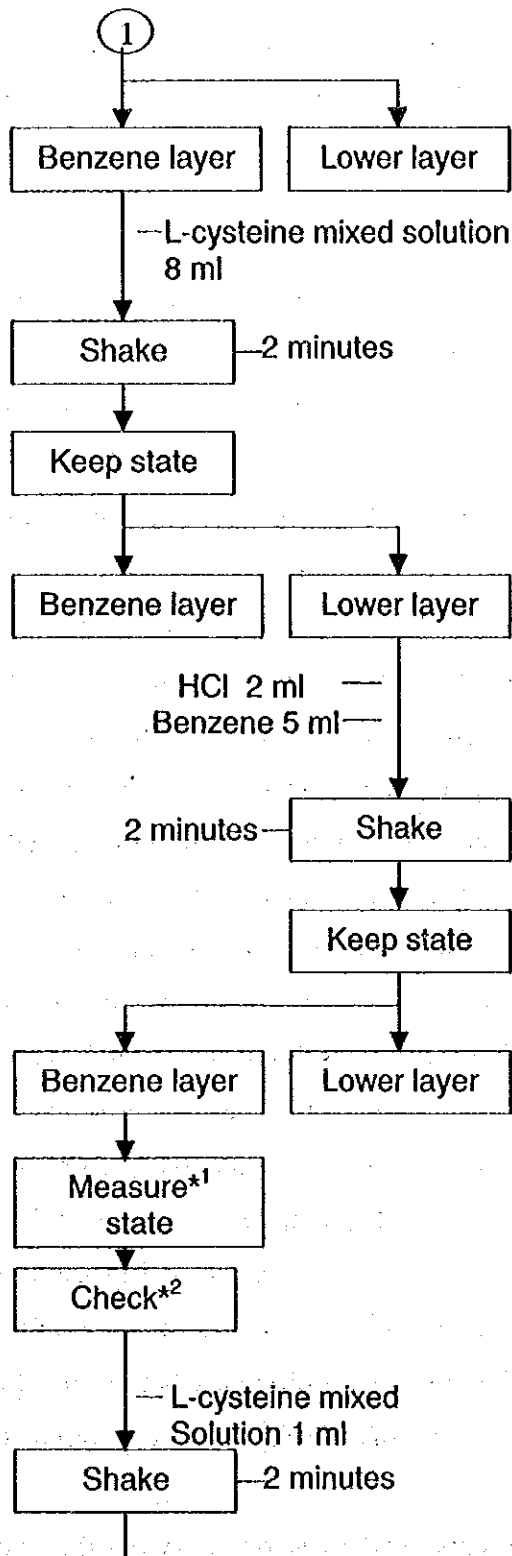 1
Benzene layer
Lower layer
L-cysteine mixed solution
8 ml
Shake
2 minutes
Keep state
Benzene layer
Lower layer
HCl 2 ml
Benzene 5 ml
2 minutes
Shake
Keep state
Benzene layer
Lower layer
Measure*1
state
Check*2
L-cysteine mixed
Solution 1 ml
Shake
2 minutes